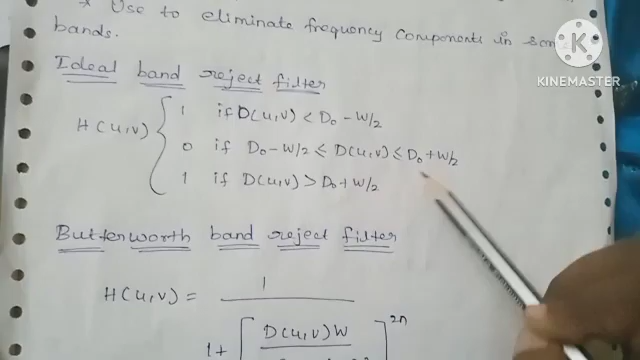 * Use to eliminate frequency components in some
bands.
KINEMASTER
Ideal band reject filter
H(u,v) { 1 if D(u,v) < D₀ - W/2
0 if D₀ - W/2 ≤ D(u,v) ≤ D₀ + W/2
1 if D(u,v) > D₀ + W/2
Butterworth band reject filter
H(u,v) = 1
1 + [ D(u,v) W ]²ⁿ